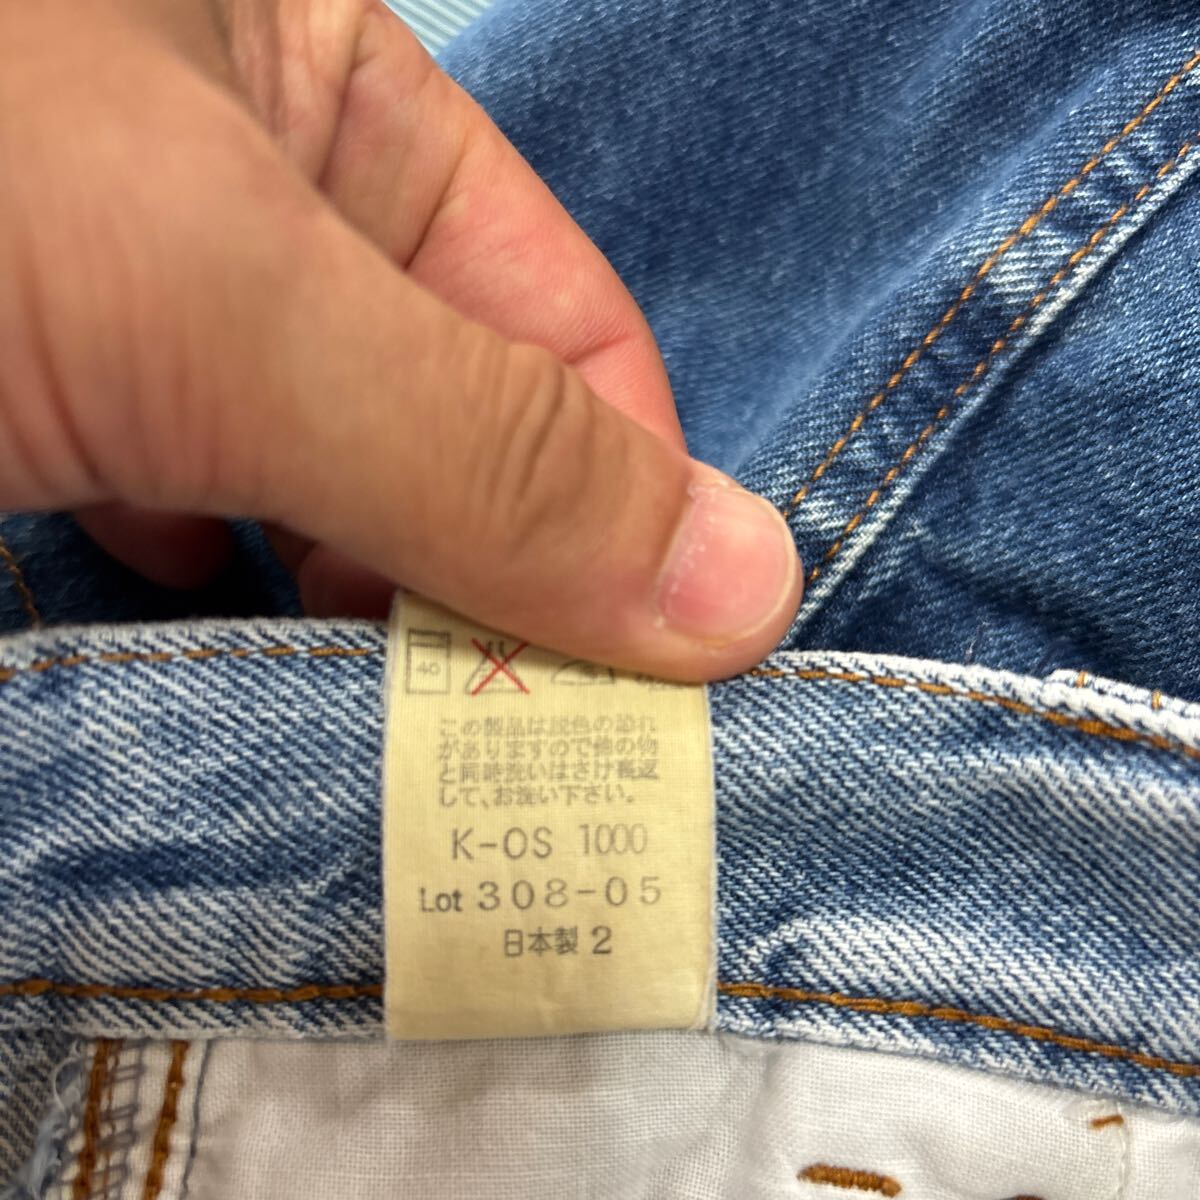 40
この製品は脱色の恐れ
がありますので他の物
と同時洗いはさけ裏返
して、お洗い下さい。
K-OS 1000
Lot 308-05
日本製 2